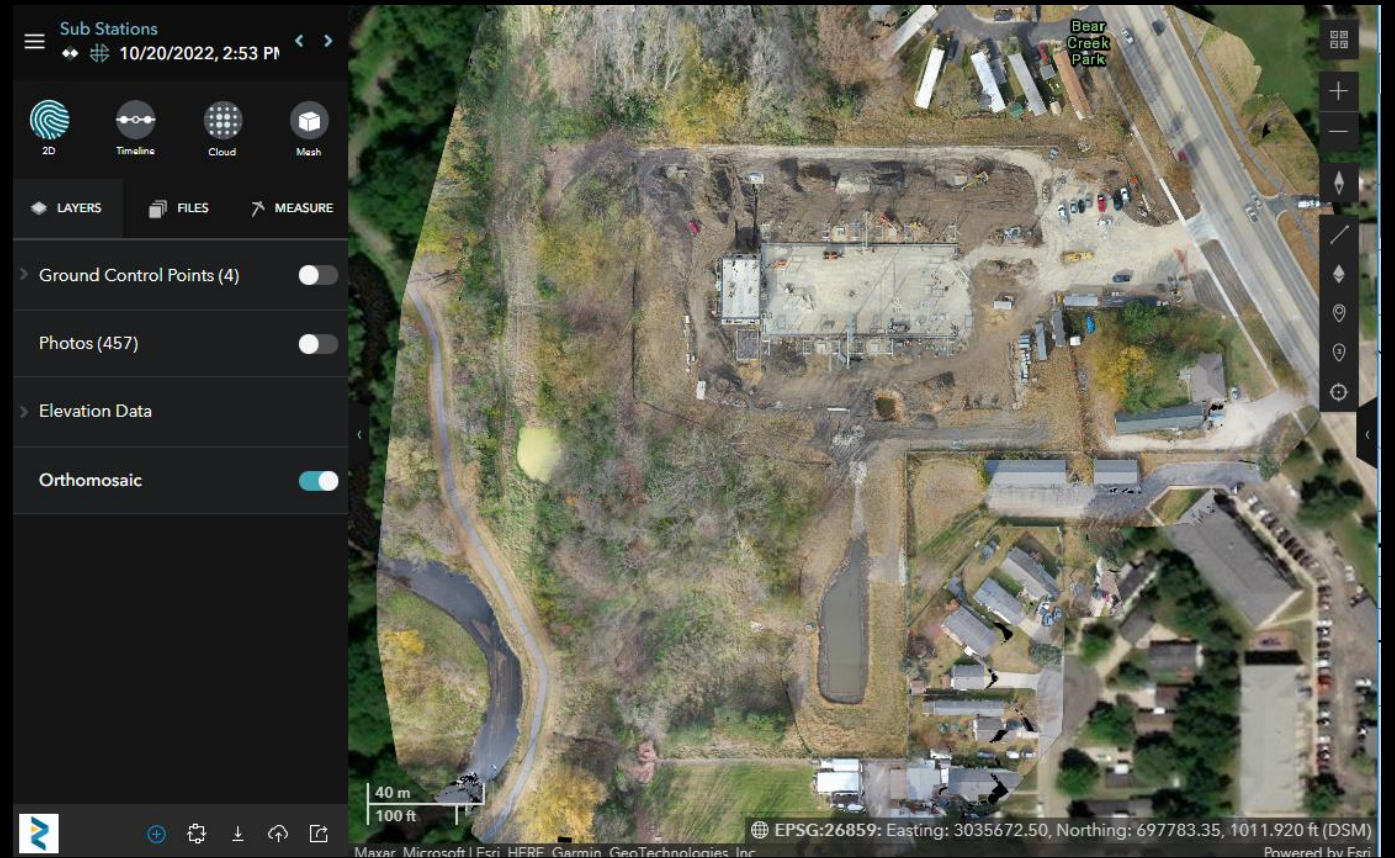 Sub Stations
10/20/2022, 2:53 PM
2D
Timeline
Cloud
Mesh
LAYERS
FILES
MEASURE
Ground Control Points (4)
Photos (457)
Elevation Data
Orthomosaic
Bear
Creek
Park
40 m
100 ft
EPSG:26859: Easting: 3035672.50, Northing: 697783.35, 1011.920 ft (DSM)
Maxar, Microsoft | Esri, HERE, Garmin, GeoTechnologies, Inc.
Powered by Esri